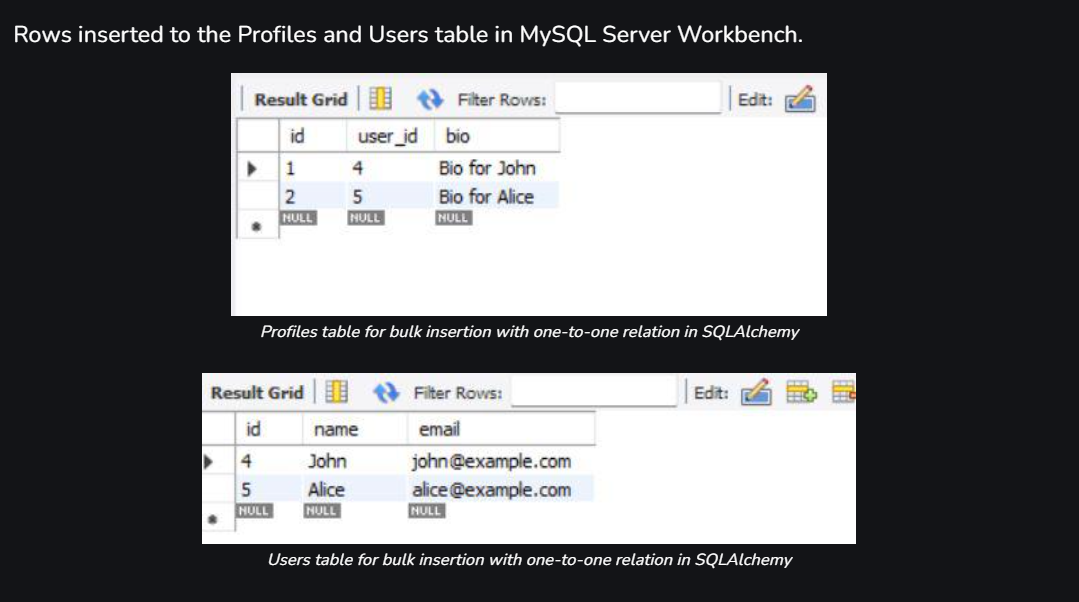 Rows inserted to the Profiles and Users table in MySQL Server Workbench.
Result Grid Filter Rows: Edit:
id user_id bio
1 4 Bio for John
2 5 Bio for Alice
NULL NULL NULL
Profiles table for bulk insertion with one-to-one relation in SQLAlchemy
Result Grid Filter Rows: Edit:
id name email
4 John john@example.com
5 Alice alice@example.com
NULL NULL NULL
Users table for bulk insertion with one-to-one relation in SQLAlchemy